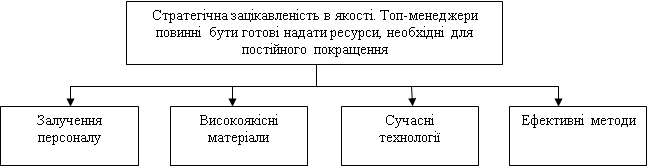 Стратегічна зацікавленість в якості. Топ-менеджери
повинні бути готові надати ресурси, необхідні для
постійного покращення
Залучення
персоналу
Високоякісні
матеріали
Сучасні
технології
Ефективні методи